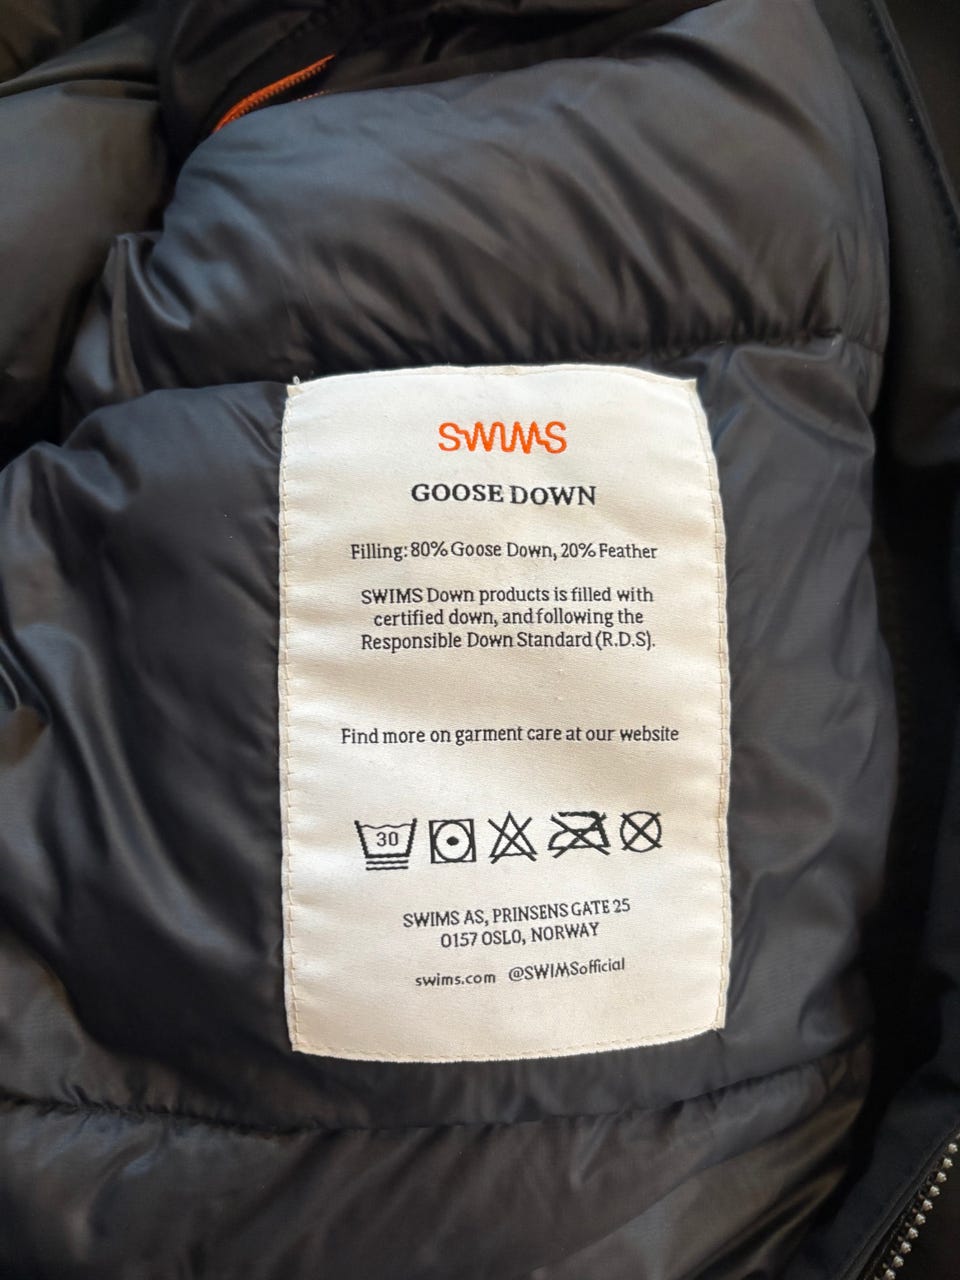 SWIMS
GOOSE DOWN
Filling: 80% Goose Down, 20% Feather
SWIMS Down products is filled with
certified down, and following the
Responsible Down Standard (R.D.S).
Find more on garment care at our website
30
SWIMS AS, PRINSENS GATE 25
0157 OSLO, NORWAY
swims.com @SWIMSofficial